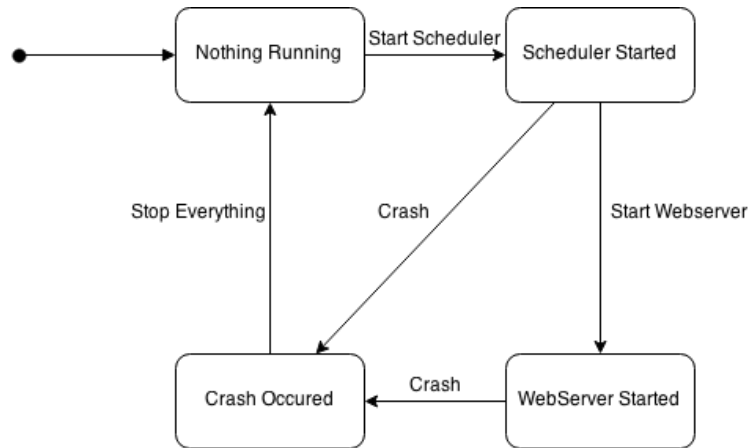 Nothing Running
Start Scheduler
Scheduler Started
Stop Everything
Crash
Start Webserver
Crash Occured
Crash
WebServer Started